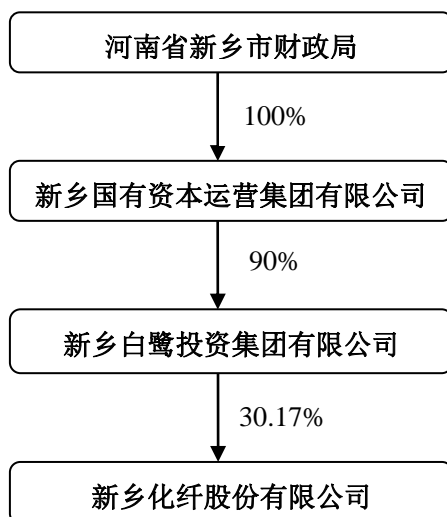 河南省新乡市财政局
100%
新乡国有资本运营集团有限公司
90%
新乡白鹭投资集团有限公司
30.17%
新乡化纤股份有限公司